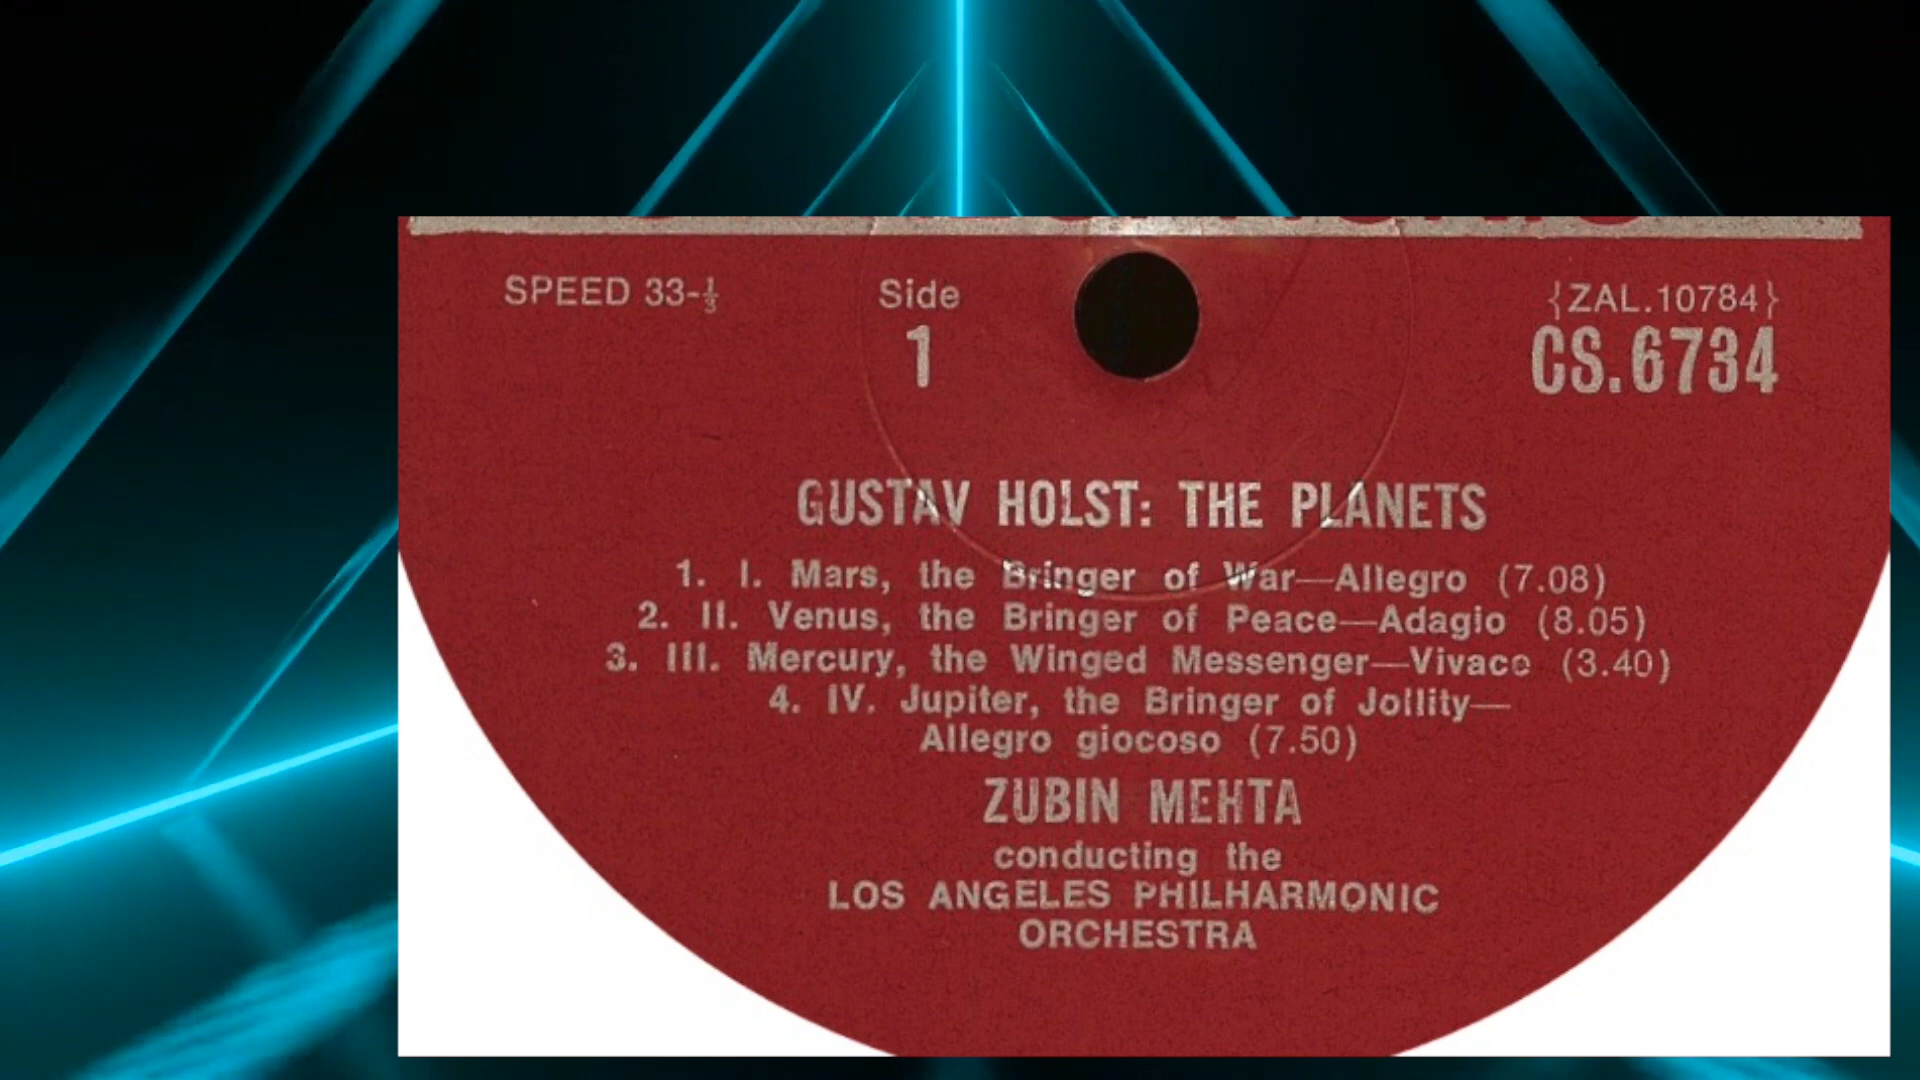 SPEED 33-⅓
Side
1
{ZAL.10784}
CS.6734
GUSTAV HOLST: THE PLANETS
1. I. Mars, the Bringer of War—Allegro (7.08)
2. II. Venus, the Bringer of Peace—Adagio (8.05)
3. III. Mercury, the Winged Messenger—Vivace (3.40)
4. IV. Jupiter, the Bringer of Jollity—
Allegro giocoso (7.50)
ZUBIN MEHTA
conducting the
LOS ANGELES PHILHARMONIC
ORCHESTRA